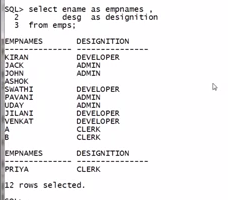 SQL> select ename as empnames ,
2 desg as designition
3 from emps;
EMPNAMES DESIGNITION
--------------- ---------------
KIRAN DEVELOPER
JACK ADMIN
JOHN ADMIN
ASHOK
SWATHI DEVELOPER
PAVANI ADMIN
UDAY ADMIN
JILANI DEVELOPER
VENKAT DEVELOPER
A CLERK
B CLERK
EMPNAMES DESIGNITION
--------------- ---------------
PRIYA CLERK
12 rows selected.